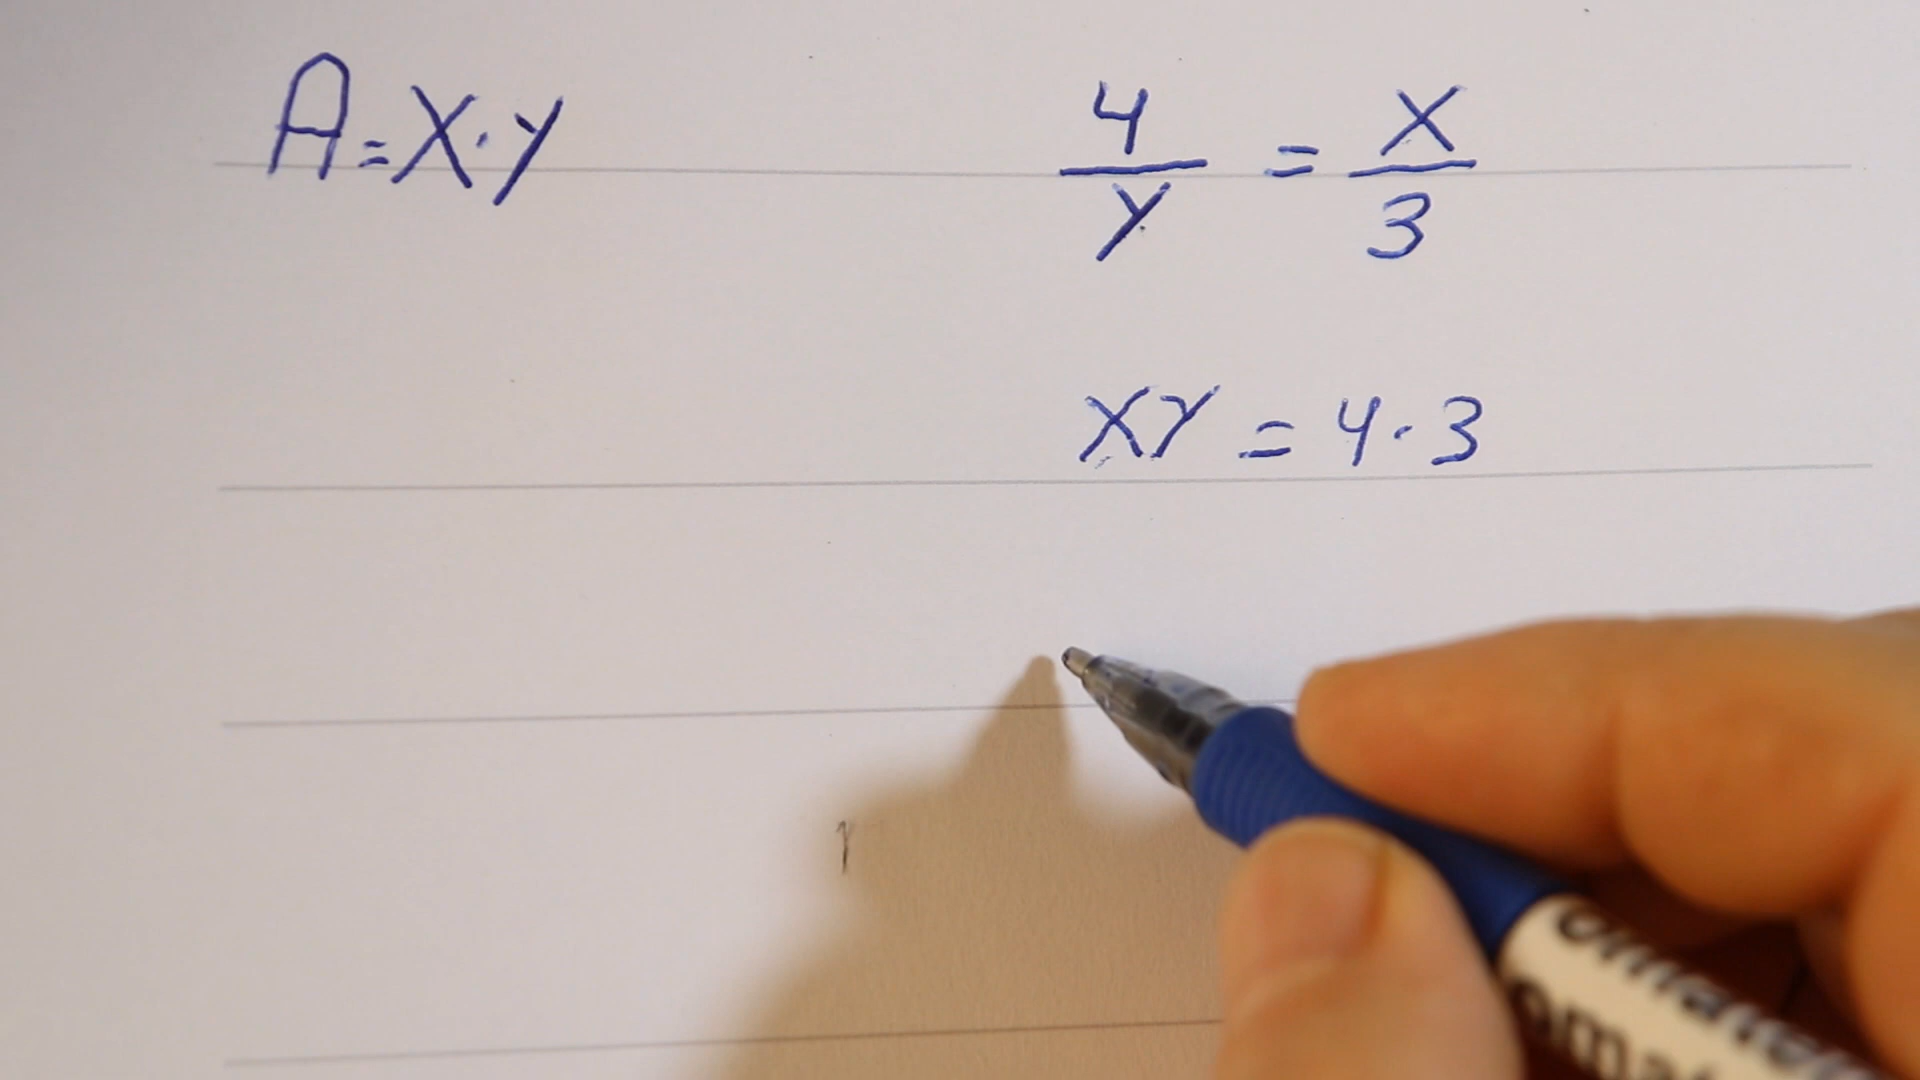 A = X · Y
4/Y = X/3
XY = 4 · 3